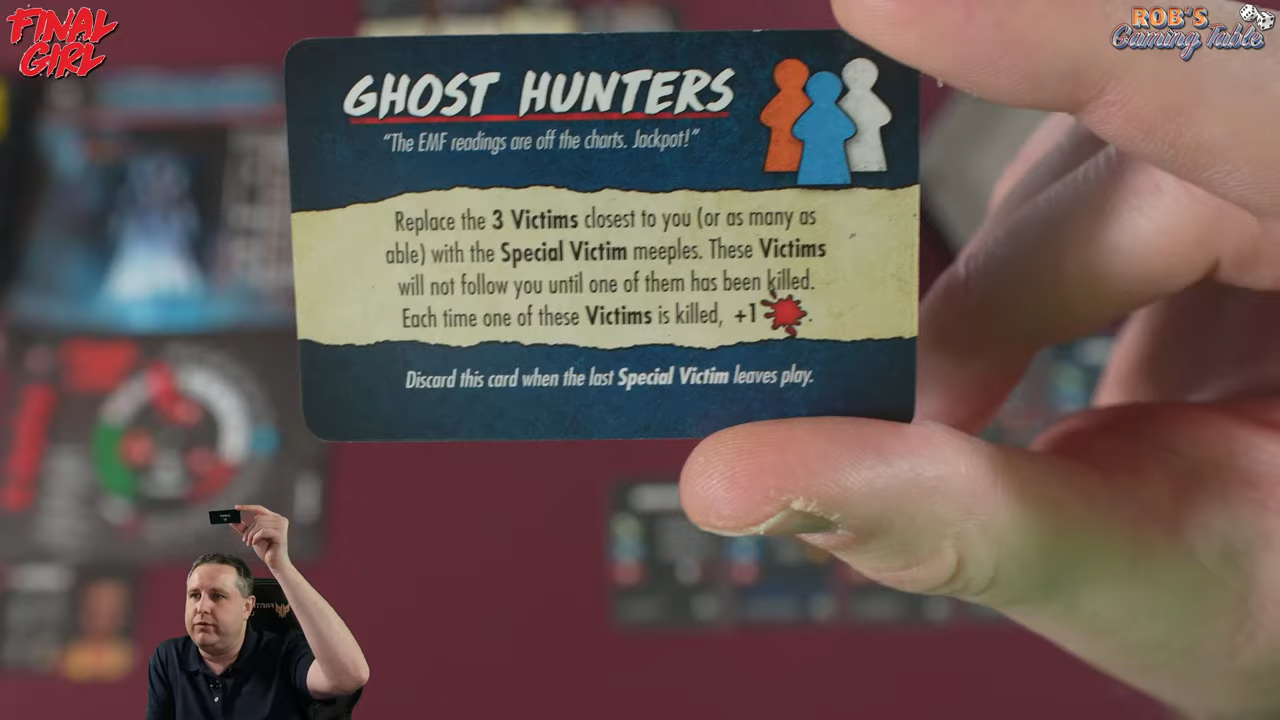 FINAL
GIRL
ROB'S
Gaming Table
GHOST HUNTERS
"The EMF readings are off the charts. Jackpot!"
Replace the 3 Victims closest to you (or as many as
able) with the Special Victim meeples. These Victims
will not follow you until one of them has been killed.
Each time one of these Victims is killed, +1 .
Discard this card when the last Special Victim leaves play.